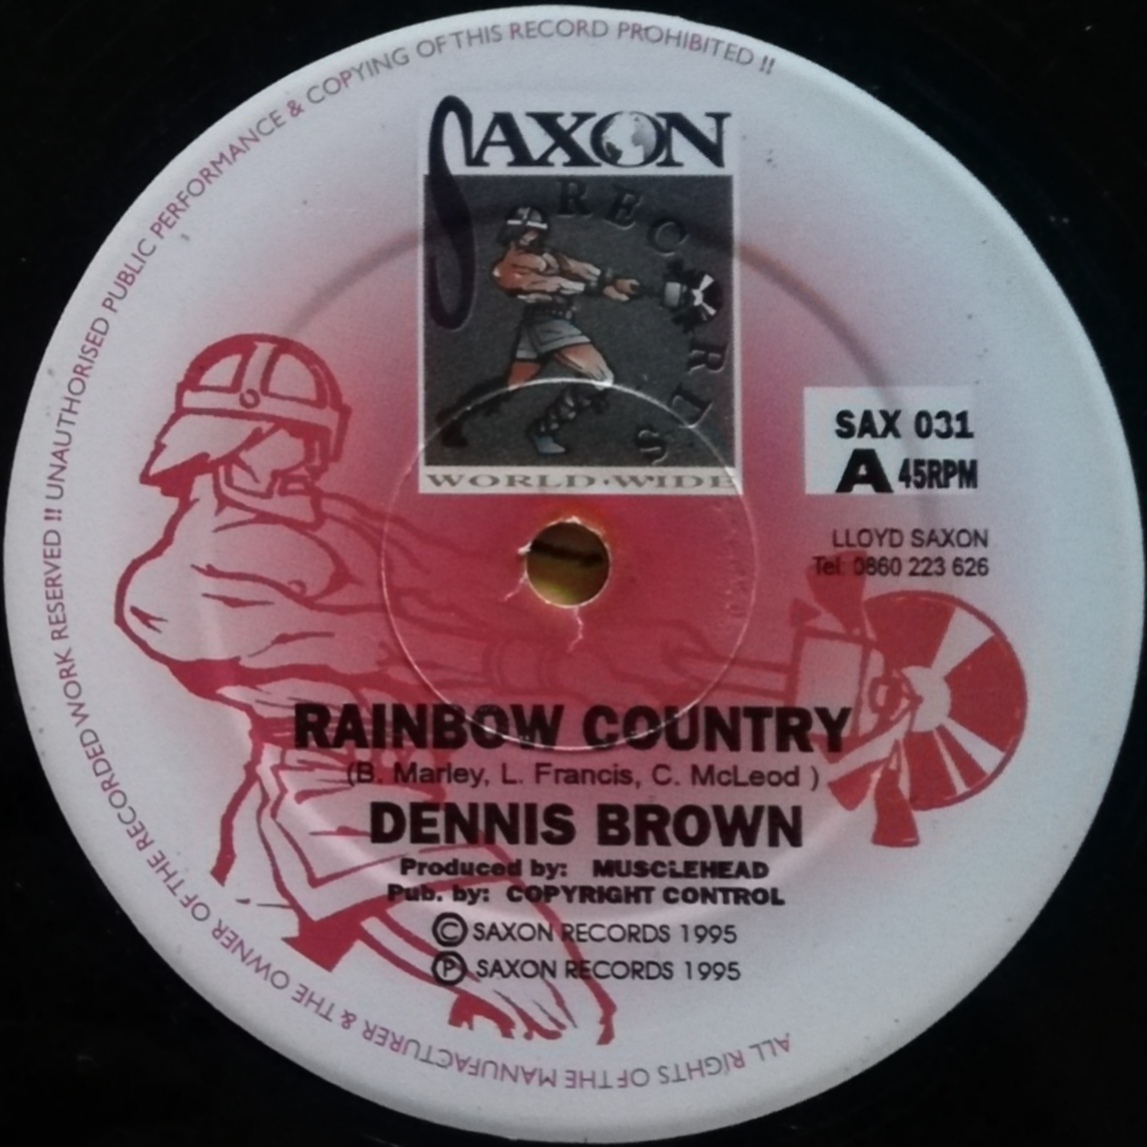 ALL RIGHTS OF THE MANUFACTURER & THE OWNER OF THE RECORDED WORK RESERVED !! UNAUTHORISED PUBLIC PERFORMANCE & COPYING OF THIS RECORD PROHIBITED !!
SAXON
RECORDS
WORLD·WIDE
SAX 031
A 45RPM
LLOYD SAXON
Tel: 0860 223 626
RAINBOW COUNTRY
(B. Marley, L. Francis, C. McLeod )
DENNIS BROWN
Produced by: MUSCLEHEAD
Pub. by: COPYRIGHT CONTROL
© SAXON RECORDS 1995
℗ SAXON RECORDS 1995